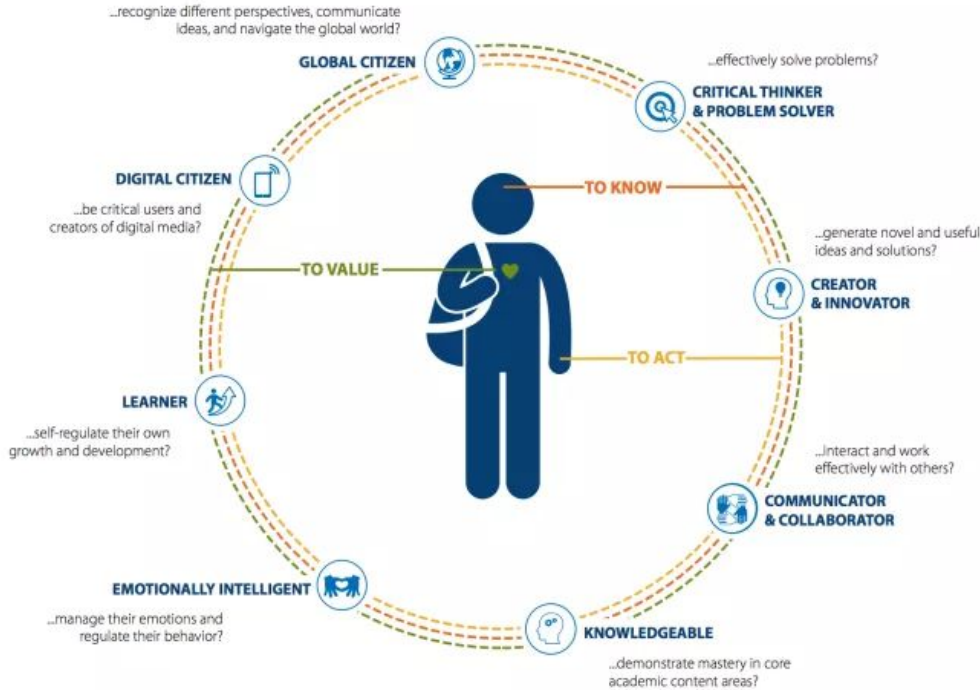 ...recognize different perspectives, communicate
ideas, and navigate the global world?
GLOBAL CITIZEN
...effectively solve problems?
CRITICAL THINKER
& PROBLEM SOLVER
DIGITAL CITIZEN
...be critical users and
creators of digital media?
TO KNOW
TO VALUE
...generate novel and useful
ideas and solutions?
CREATOR
& INNOVATOR
TO ACT
LEARNER
...self-regulate their own
growth and development?
...interact and work
effectively with others?
COMMUNICATOR
& COLLABORATOR
EMOTIONALLY INTELLIGENT
...manage their emotions and
regulate their behavior?
KNOWLEDGEABLE
...demonstrate mastery in core
academic content areas?